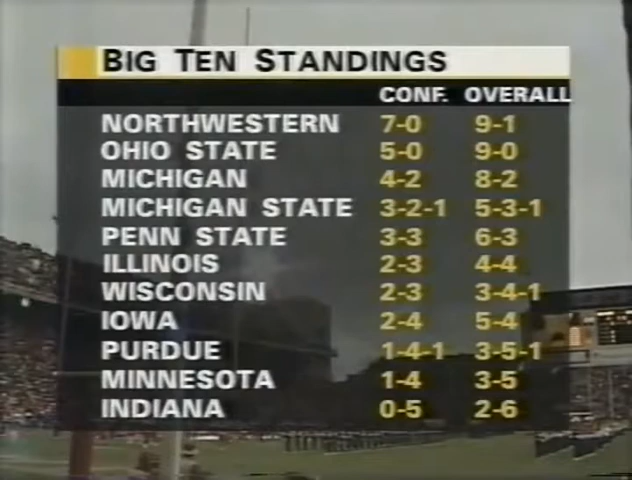 BIG TEN STANDINGS
CONF. OVERALL
NORTHWESTERN 7-0 9-1
OHIO STATE 5-0 9-0
MICHIGAN 4-2 8-2
MICHIGAN STATE 3-2-1 5-3-1
PENN STATE 3-3 6-3
ILLINOIS 2-3 4-4
WISCONSIN 2-3 3-4-1
IOWA 2-4 5-4
PURDUE 1-4-1 3-5-1
MINNESOTA 1-4 3-5
INDIANA 0-5 2-6